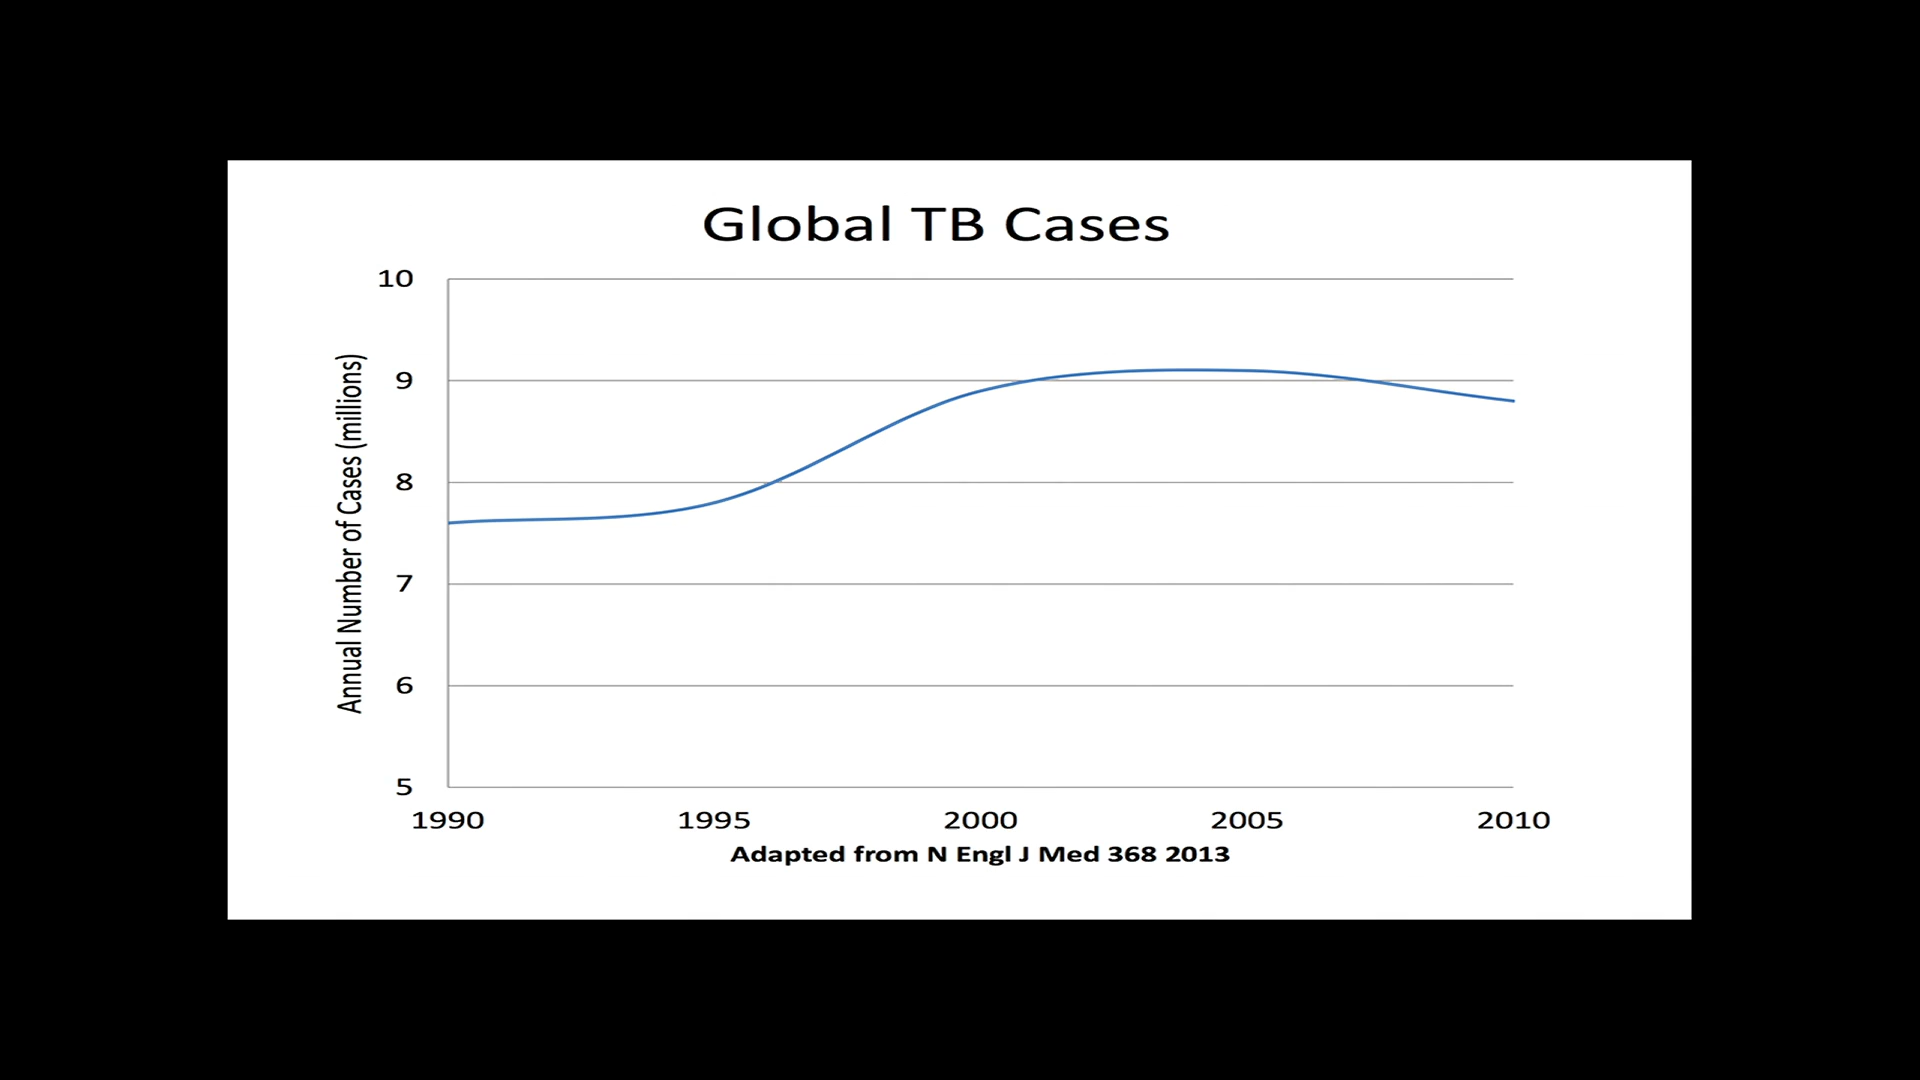 Global TB Cases
Annual Number of Cases (millions)
10
9
8
7
6
5
1990 1995 2000 2005 2010
Adapted from N Engl J Med 368 2013